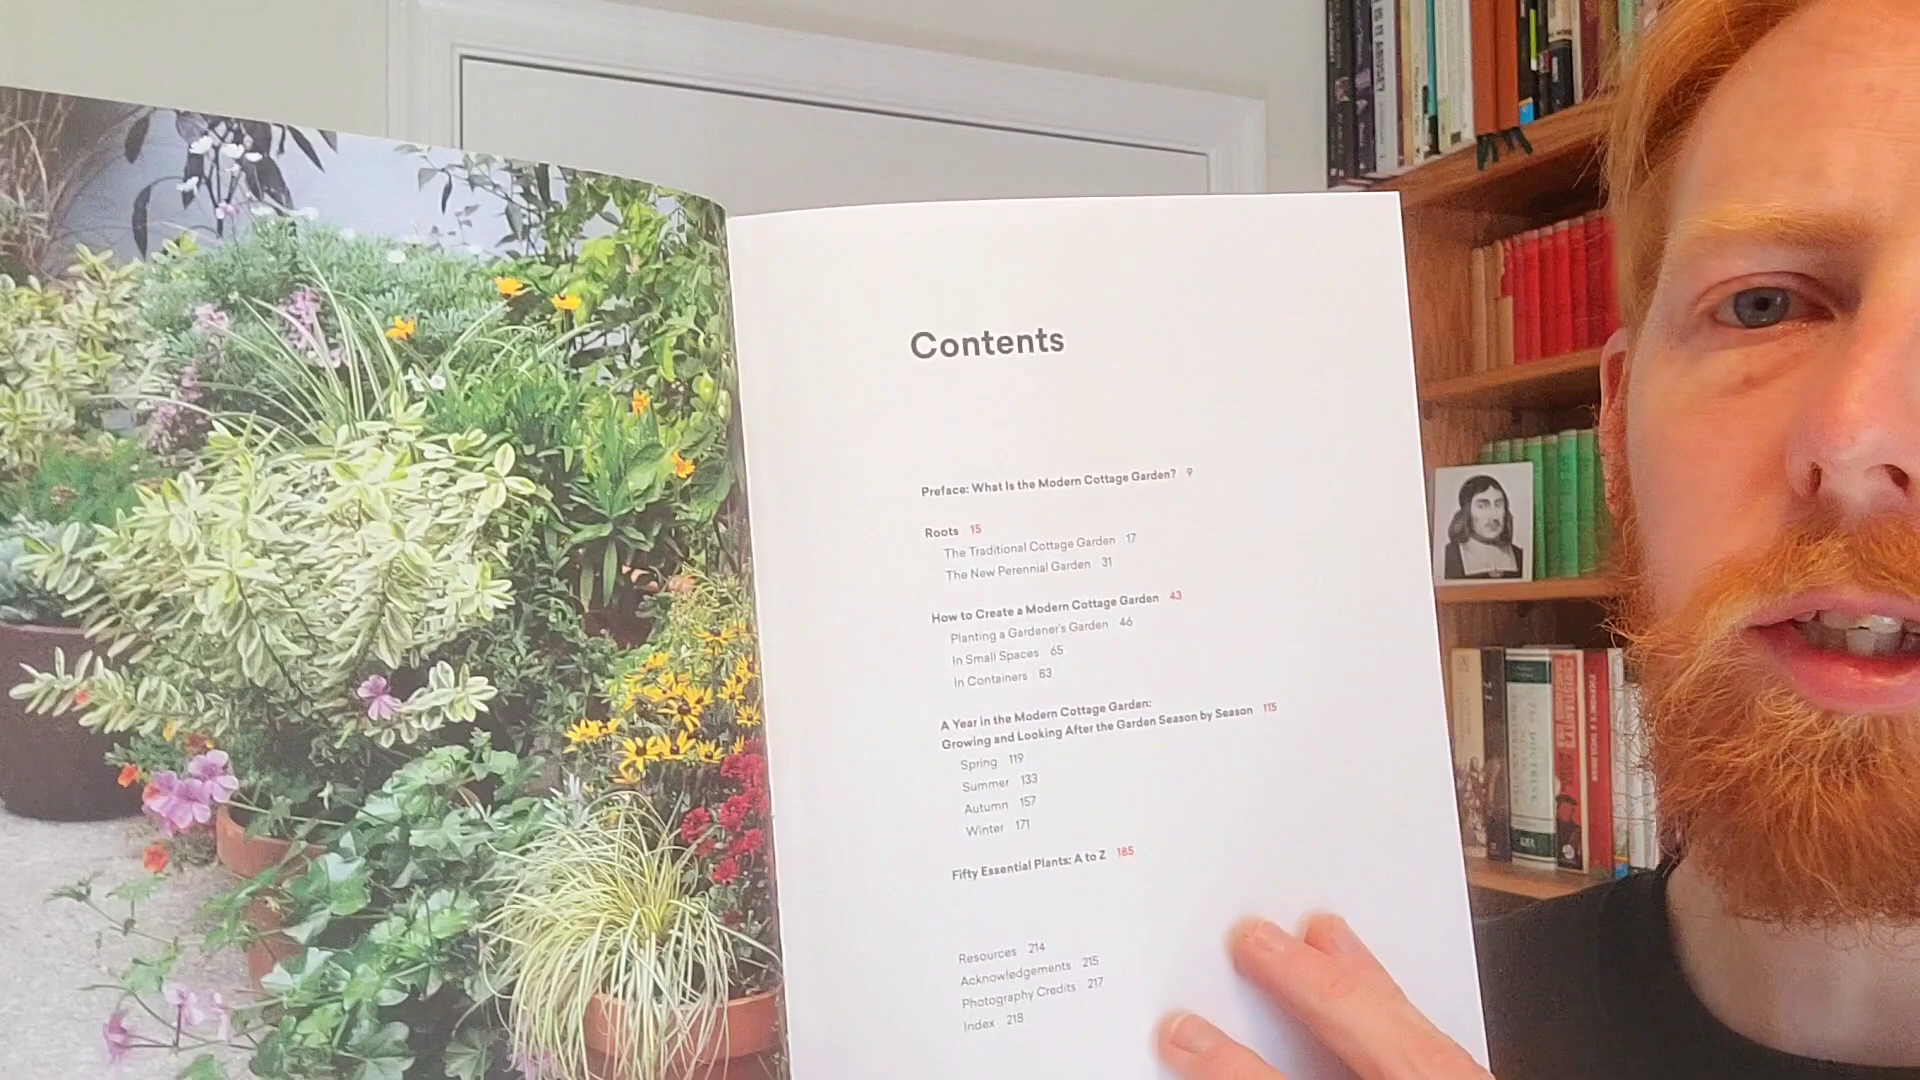 Contents
Preface: What Is the Modern Cottage Garden? 9
Roots 15
The Traditional Cottage Garden 17
The New Perennial Garden 31
How to Create a Modern Cottage Garden 43
Planting a Gardener's Garden 46
In Small Spaces 65
In Containers 83
A Year in the Modern Cottage Garden:
Growing and Looking After the Garden Season by Season 115
Spring 119
Summer 133
Autumn 157
Winter 171
Fifty Essential Plants: A to Z 185
Resources 214
Acknowledgements 215
Photography Credits 217
Index 218